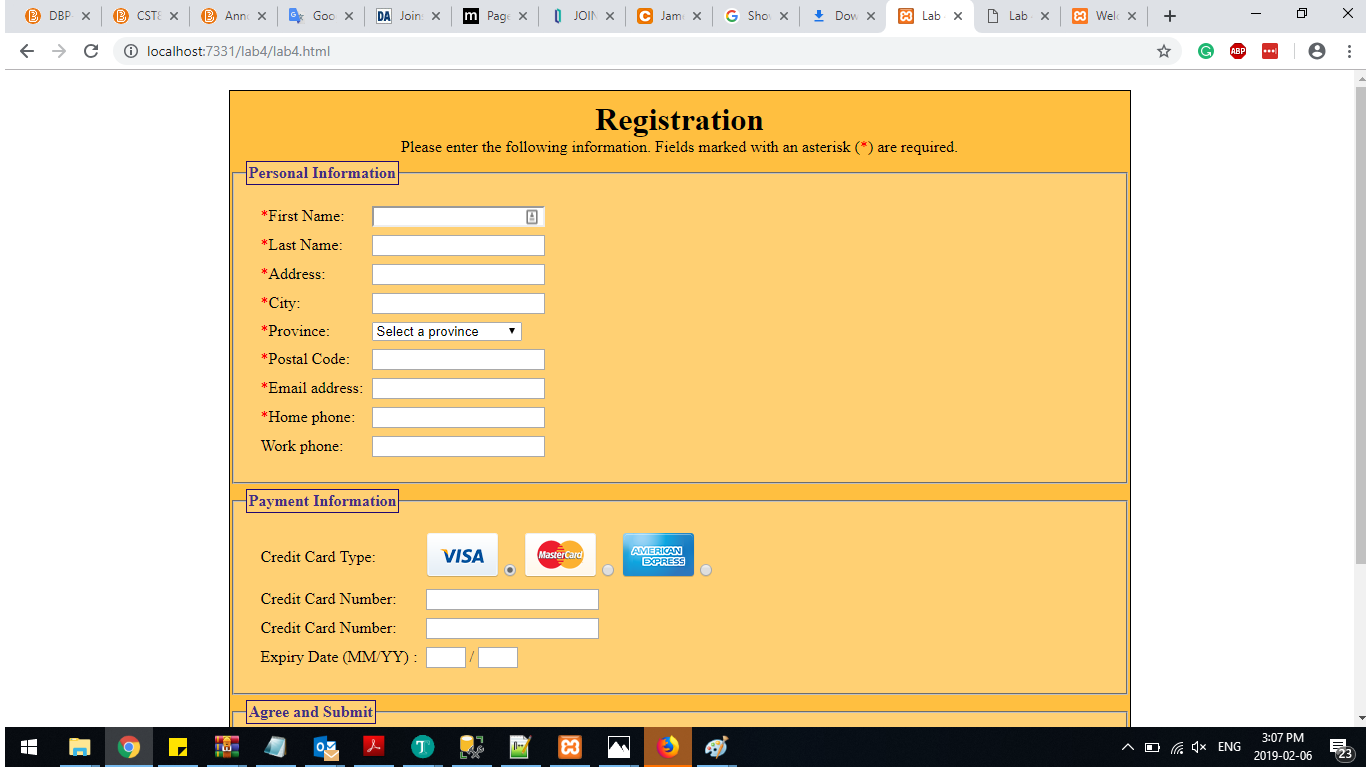 DBP- CST8 Anno Goo Join Page JOIN Jam Sho Dow Lab Lab Welc
localhost:7331/lab4/lab4.html
ABP
Registration
Please enter the following information. Fields marked with an asterisk (*) are required.
Personal Information
*First Name:
*Last Name:
*Address:
*City:
*Province: Select a province
*Postal Code:
*Email address:
*Home phone:
Work phone:
Payment Information
Credit Card Type: VISA MasterCard AMERICAN EXPRESS
Credit Card Number:
Credit Card Number:
Expiry Date (MM/YY) : /
Agree and Submit
ENG 3:07 PM
2019-02-06 23